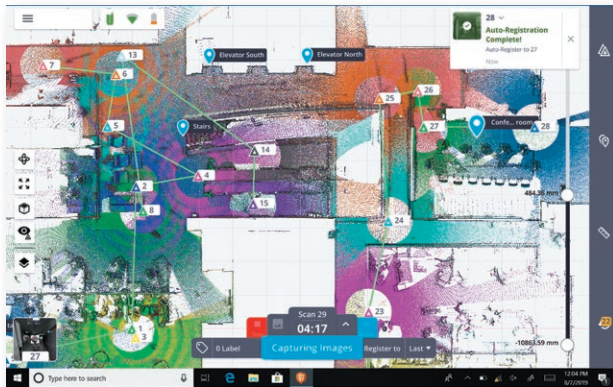 28
Auto-Registration
Complete!
Auto-Register to 27
Now
13
7
6
Elevator South
Elevator North
25
26
5
Stairs
27
Confe... room
28
14
4
2
484.36 mm
15
8
24
23
Scan 29
04:17
1
3
0 Label
Capturing Images
Register to
Last
-10863.59 mm
22
27
Type here to search
12:04 PM
6/7/2019